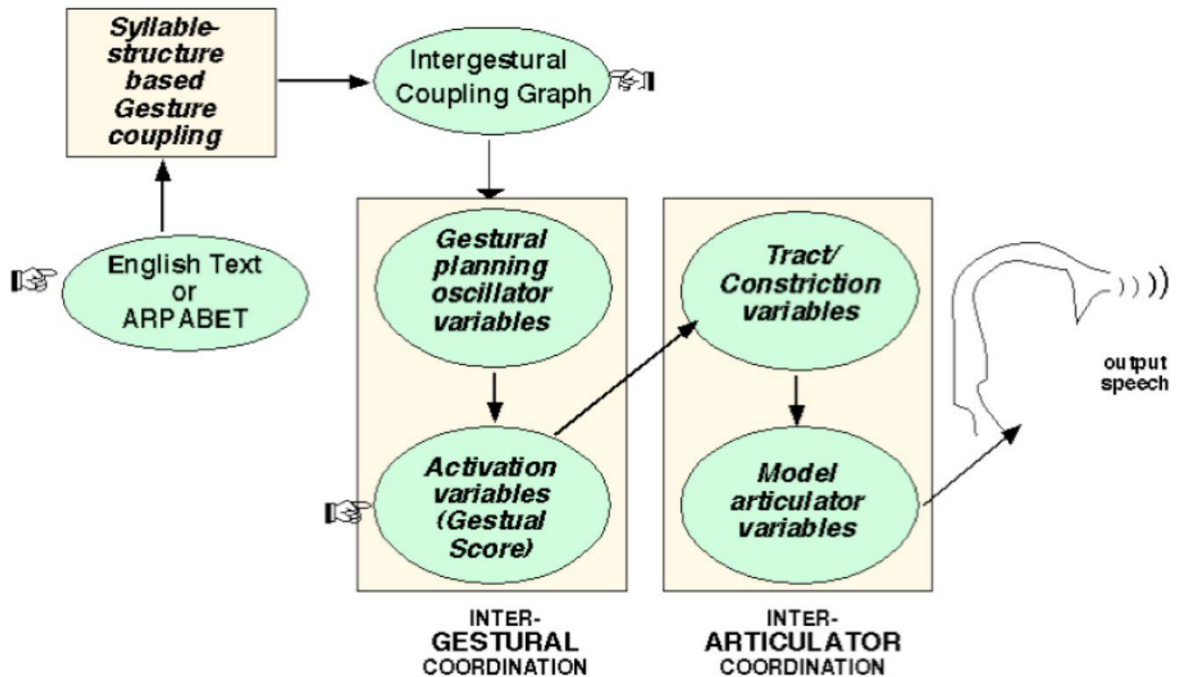 Syllable-
structure
based
Gesture
coupling
Intergestural
Coupling Graph
English Text
or
ARPABET
Gestural
planning
oscillator
variables
Activation
variables
(Gestual
Score)
INTER-
GESTURAL
COORDINATION
Tract/
Constriction
variables
Model
articulator
variables
INTER-
ARTICULATOR
COORDINATION
output
speech